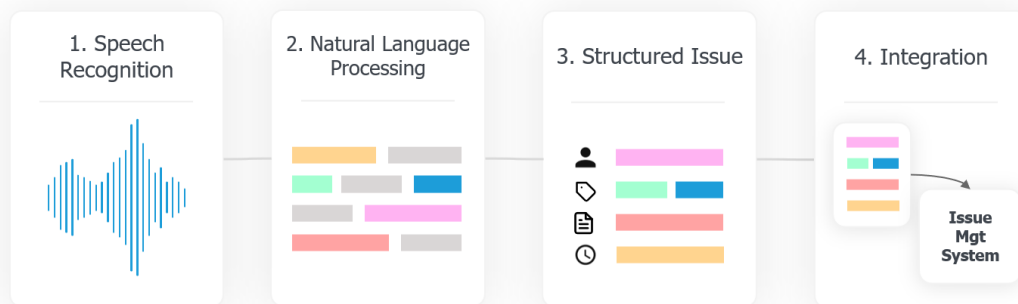 1. Speech
Recognition
2. Natural Language
Processing
3. Structured Issue
4. Integration
Issue
Mgt
System